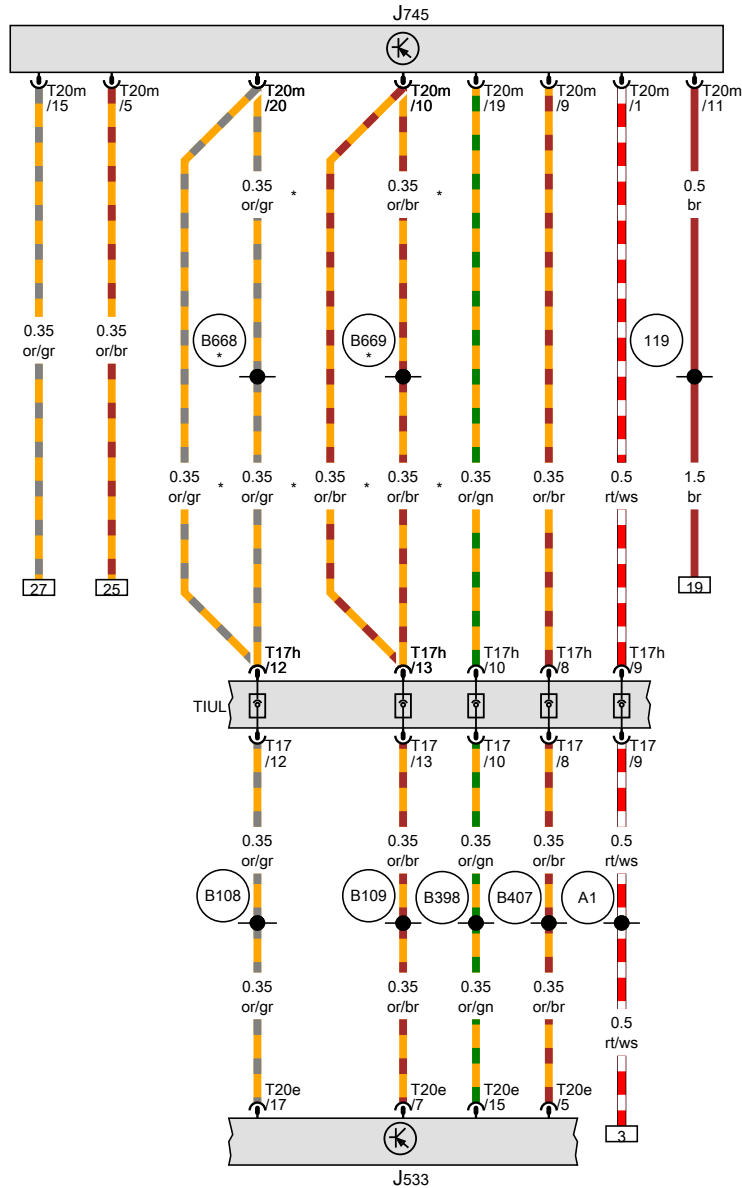 J745
T20m T20m T20m T20m T20m T20m T20m T20m
/15 /5 /20 /10 /19 /9 /1 /11
0.35 * 0.35 * 0.5
or/gr or/br br
0.35 0.35 B668 B669 119
or/gr or/br * *
0.35 0.35 0.35 0.35 0.35 0.35 0.5 1.5
or/gr * or/gr * or/br * or/br * or/gn or/br rt/ws br
27 25 19
T17h T17h T17h T17h T17h
/12 /13 /10 /8 /9
TIUL
T17 T17 T17 T17 T17
/12 /13 /10 /8 /9
0.35 0.35 0.35 0.35 0.5
or/gr or/br or/gn or/br rt/ws
B108 B109 B398 B407 A1
0.35 0.35 0.35 0.35 0.5
or/gr or/br or/gn or/br rt/ws
T20e T20e T20e T20e
/17 /7 /15 /5
3
J533